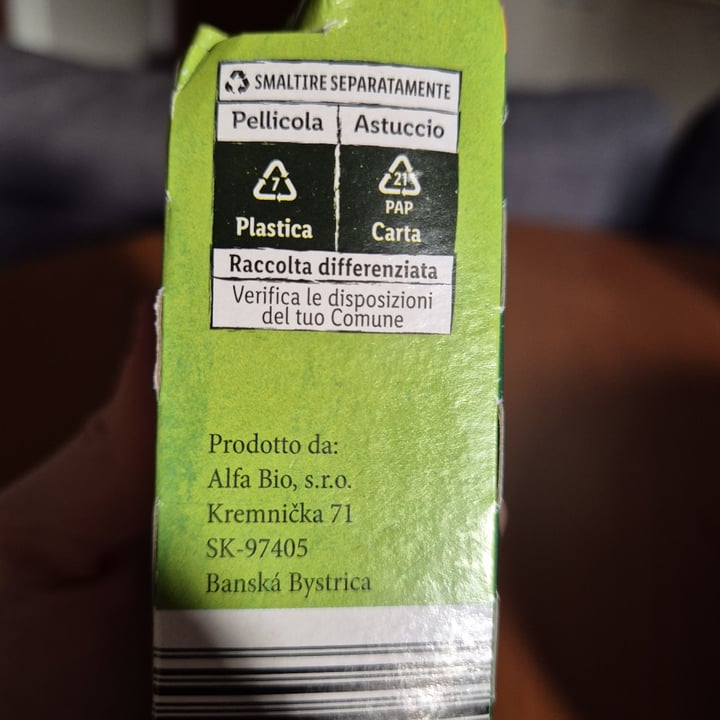 SMALTIRE SEPARATAMENTE
Pellicola Astuccio
7 21
PAP
Plastica Carta
Raccolta differenziata
Verifica le disposizioni
del tuo Comune
Prodotto da:
Alfa Bio, s.r.o.
Kremnička 71
SK-97405
Banská Bystrica